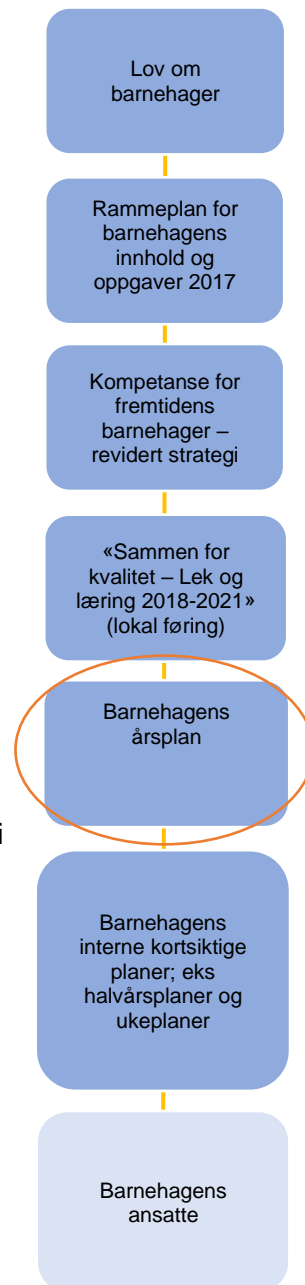 Lov om
barnehager
Rammeplan for
barnehagens
innhold og
oppgaver 2017
Kompetanse for
fremtidens
barnehager –
revidert strategi
«Sammen for
kvalitet – Lek og
læring 2018-2021»
(lokal føring)
Barnehagens
årsplan
i
Barnehagens
interne kortsiktige
planer; eks
halvårsplaner og
ukeplaner
Barnehagens
ansatte